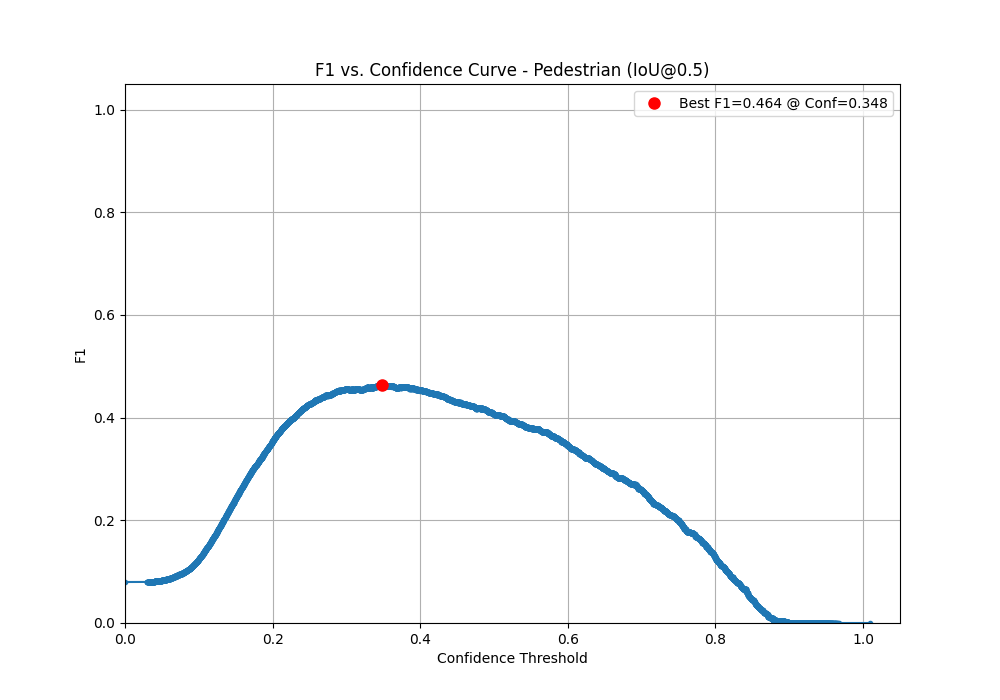 F1 vs. Confidence Curve - Pedestrian (IoU@0.5)
Best F1=0.464 @ Conf=0.348
1.0
0.8
0.6
0.4
0.2
0.0
F1
0.0 0.2 0.4 0.6 0.8 1.0
Confidence Threshold